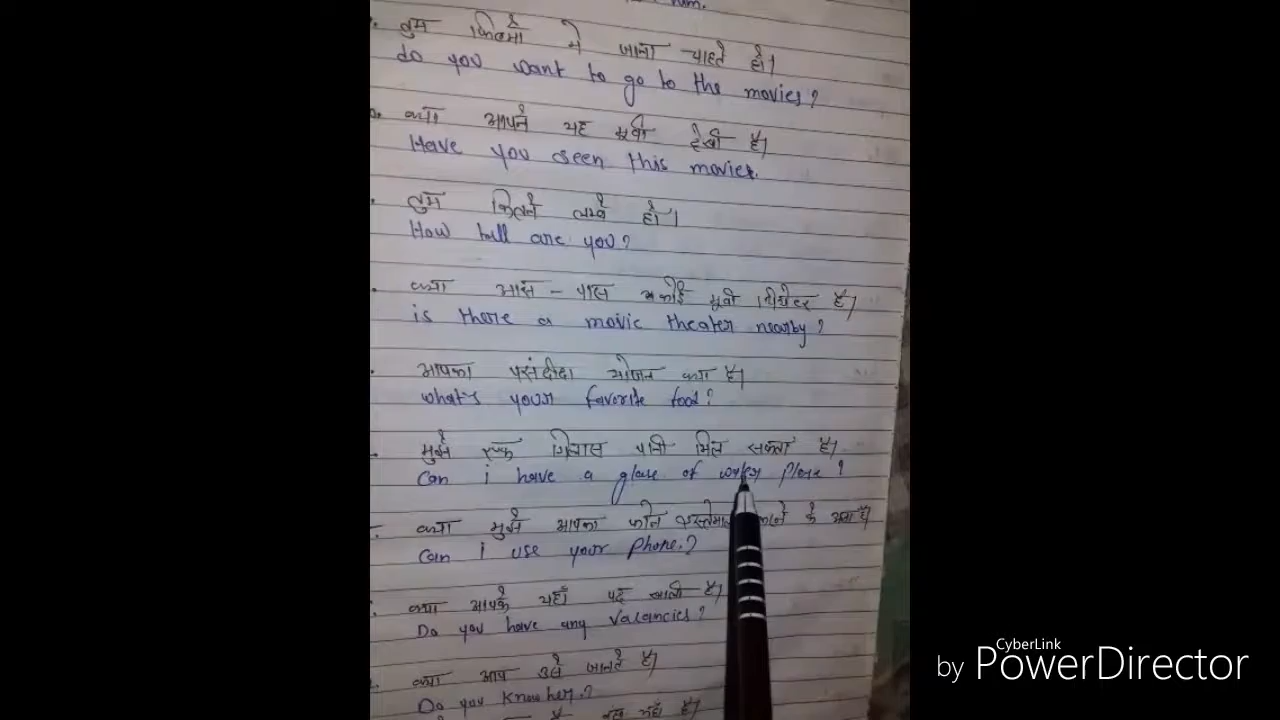 him.
तुम फिल्मों मे जाना चाहते हो।
do you want to go to the movies?
क्या आपने यह मूवी देखी है।
Have you seen this movies.
तुम कितने लम्बे हो।
How tall are you?
क्या आस-पास कोई मूवी थियेटर है।
is there a movie theater nearby?
आपका पसंदीदा भोजन क्या है।
what's your favorite food?
मुझे एक गिलास पानी मिल सकता है।
Can i have a glase of water please ?
क्या मुझे आपका फोन इस्तेमाल करने के
Can i use your phone.?
क्या आपके यहाँ पद खाली है।
Do you have any vacancies?
क्या आप उसे जानते है।
Do you know her.?
CyberLink
by PowerDirector